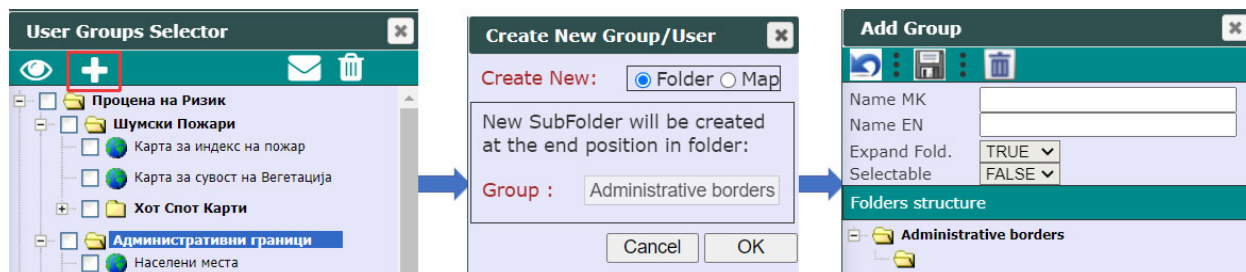 User Groups Selector
Процена на Ризик
Шумски Пожари
Карта за индекс на пожар
Карта за сувост на Вегетација
Хот Спот Карти
Административни граници
Населени места
Create New Group/User
Create New: Folder Map
New SubFolder will be created
at the end position in folder:
Group : Administrative borders
Cancel OK
Add Group
Name MK
Name EN
Expand Fold. TRUE
Selectable FALSE
Folders structure
Administrative borders